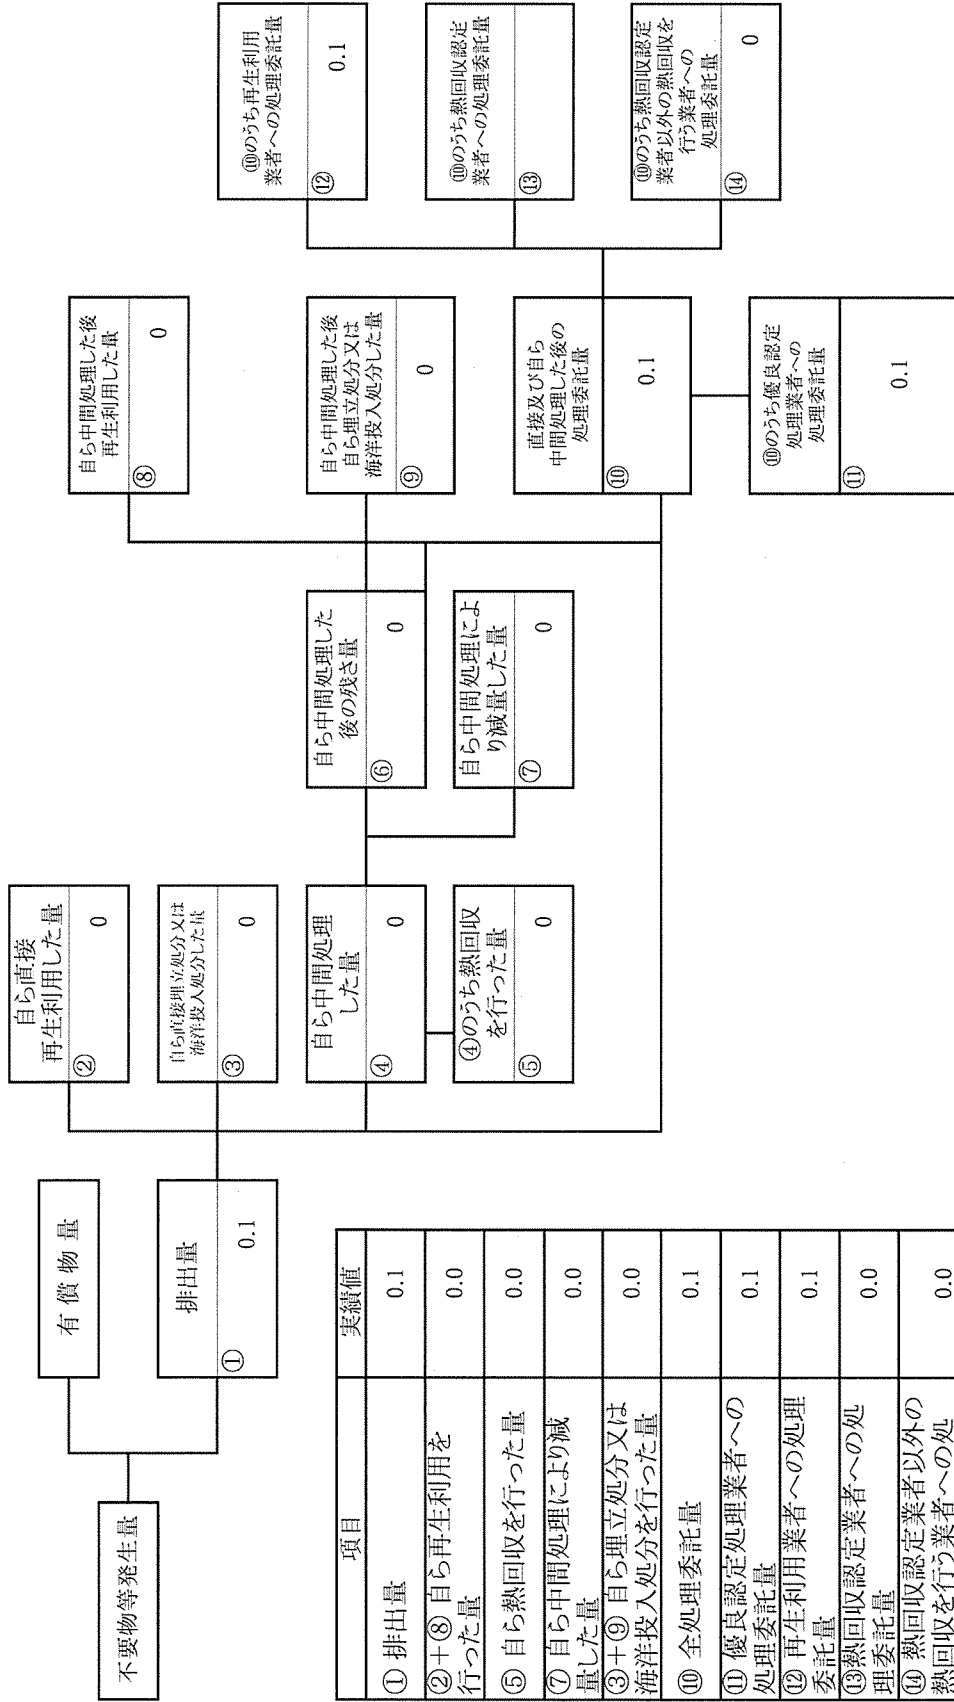 不要物等発生量
有償物量
排出量
①
0.1
自ら直接
再生利用した量
②
0
自ら直接埋立処分又は
海洋投入処分した量
③
0
自ら中間処理
した量
④
0
④のうち熱回収
を行った量
⑤
0
自ら中間処理した
後の残さ量
⑥
0
自ら中間処理によ
り減量した量
⑦
0
自ら中間処理した後
再生利用した量
⑧
0
自ら中間処理した後
自ら埋立処分又は
海洋投入処分した量
⑨
0
直接及び自ら
中間処理した後の
処理委託量
⑩
0.1
⑩のうち優良認定
処理業者への
処理委託量
⑪
0.1
⑩のうち再生利用
業者への処理委託量
⑫
0.1
⑩のうち熱回収認定
業者への処理委託量
⑬
⑩のうち熱回収認定
業者以外の熱回収を
行う業者への
処理委託量
⑭
0
項目 実績値
① 排出量 0.1
②+⑧ 自ら再生利用を
行った量 0.0
⑤ 自ら熱回収を行った量 0.0
⑦ 自ら中間処理により減
量した量 0.0
③+⑨ 自ら埋立処分又は
海洋投入処分を行った量 0.0
⑩ 全処理委託量 0.1
⑪ 優良認定処理業者への
処理委託量 0.1
⑫ 再生利用業者への処理
委託量 0.1
⑬熱回収認定業者への処
理委託量 0.0
⑭ 熱回収認定業者以外の
熱回収を行う業者への処 0.0